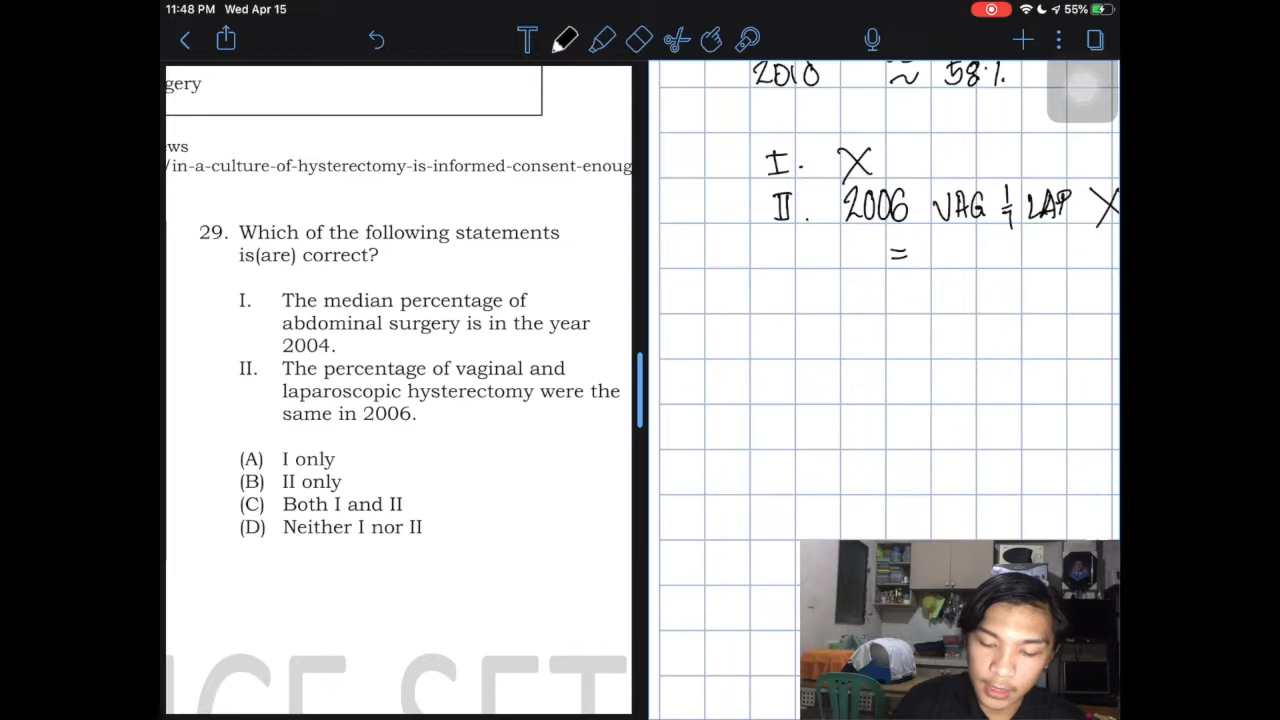 11:48 PM Wed Apr 15
55%
gery
ews
/in-a-culture-of-hysterectomy-is-informed-consent-enoug
29. Which of the following statements
is(are) correct?
I. The median percentage of
abdominal surgery is in the year
2004.
II. The percentage of vaginal and
laparoscopic hysterectomy were the
same in 2006.
(A) I only
(B) II only
(C) Both I and II
(D) Neither I nor II
ICE SET
2010 ≈ 58%
I. X
II. 2006 VAG LAP X
=